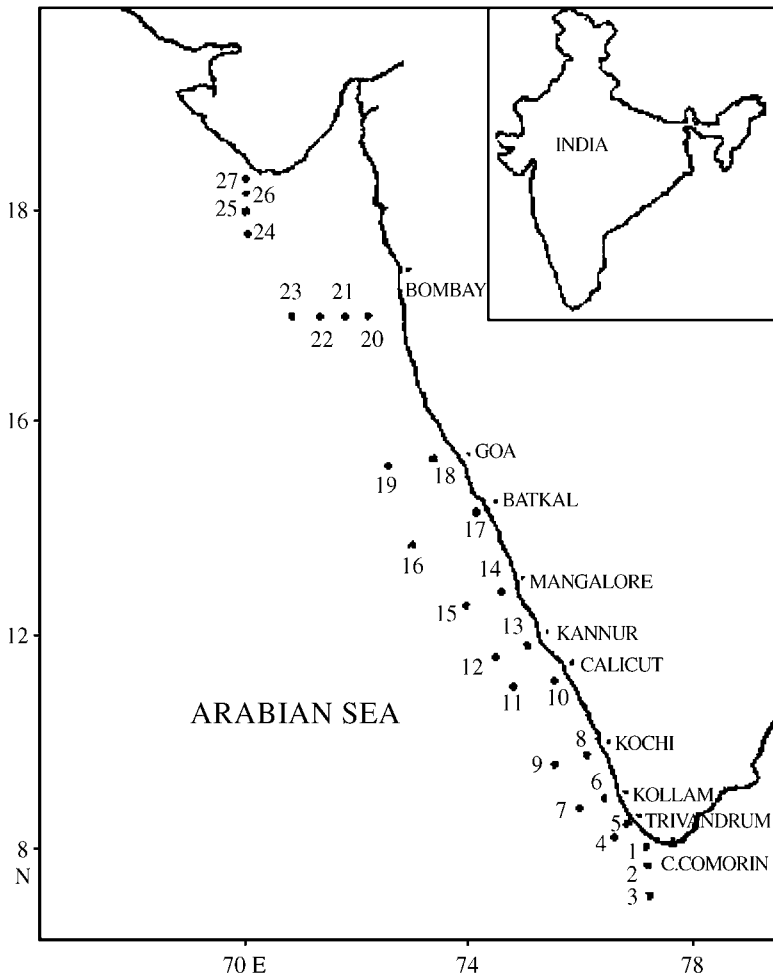 INDIA
27
26
25
18
24
23 21
BOMBAY
22 20
16
GOA
19 18
BATKAL
17
16
14
MANGALORE
15
13
12
KANNUR
12
CALICUT
11 10
ARABIAN SEA
8
KOCHI
9
6
KOLLAM
7
5 TRIVANDRUM
4
8
1
N
2 C.COMORIN
3
70 E 74 78